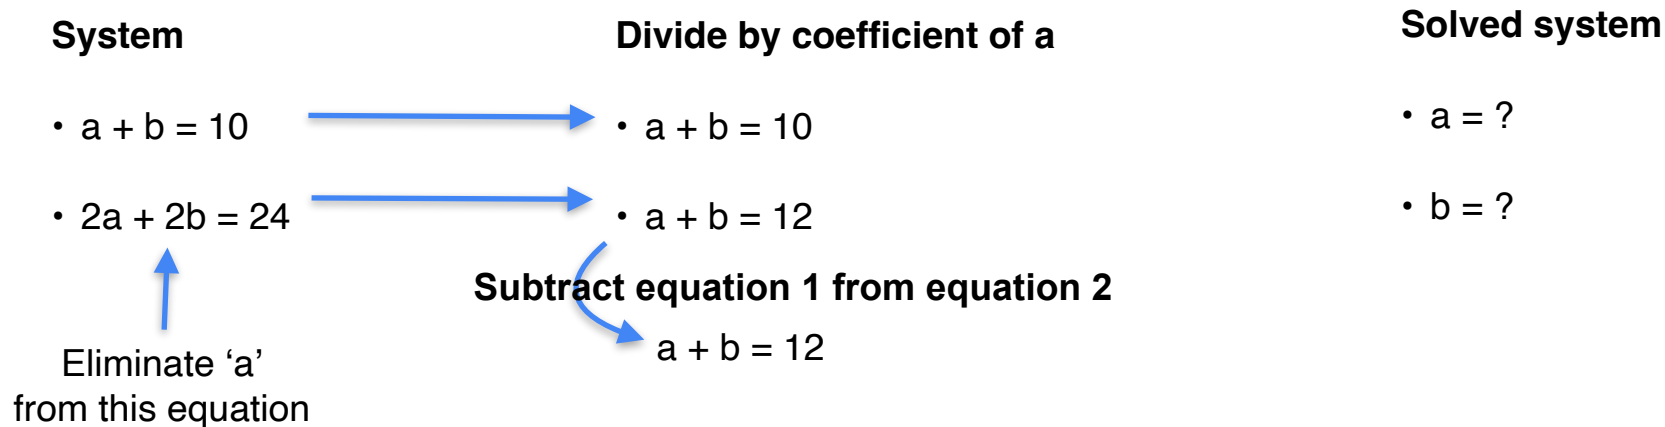 System
• a + b = 10
• 2a + 2b = 24
Eliminate ‘a’
from this equation
Divide by coefficient of a
• a + b = 10
• a + b = 12
Subtract equation 1 from equation 2
a + b = 12
Solved system
• a = ?
• b = ?